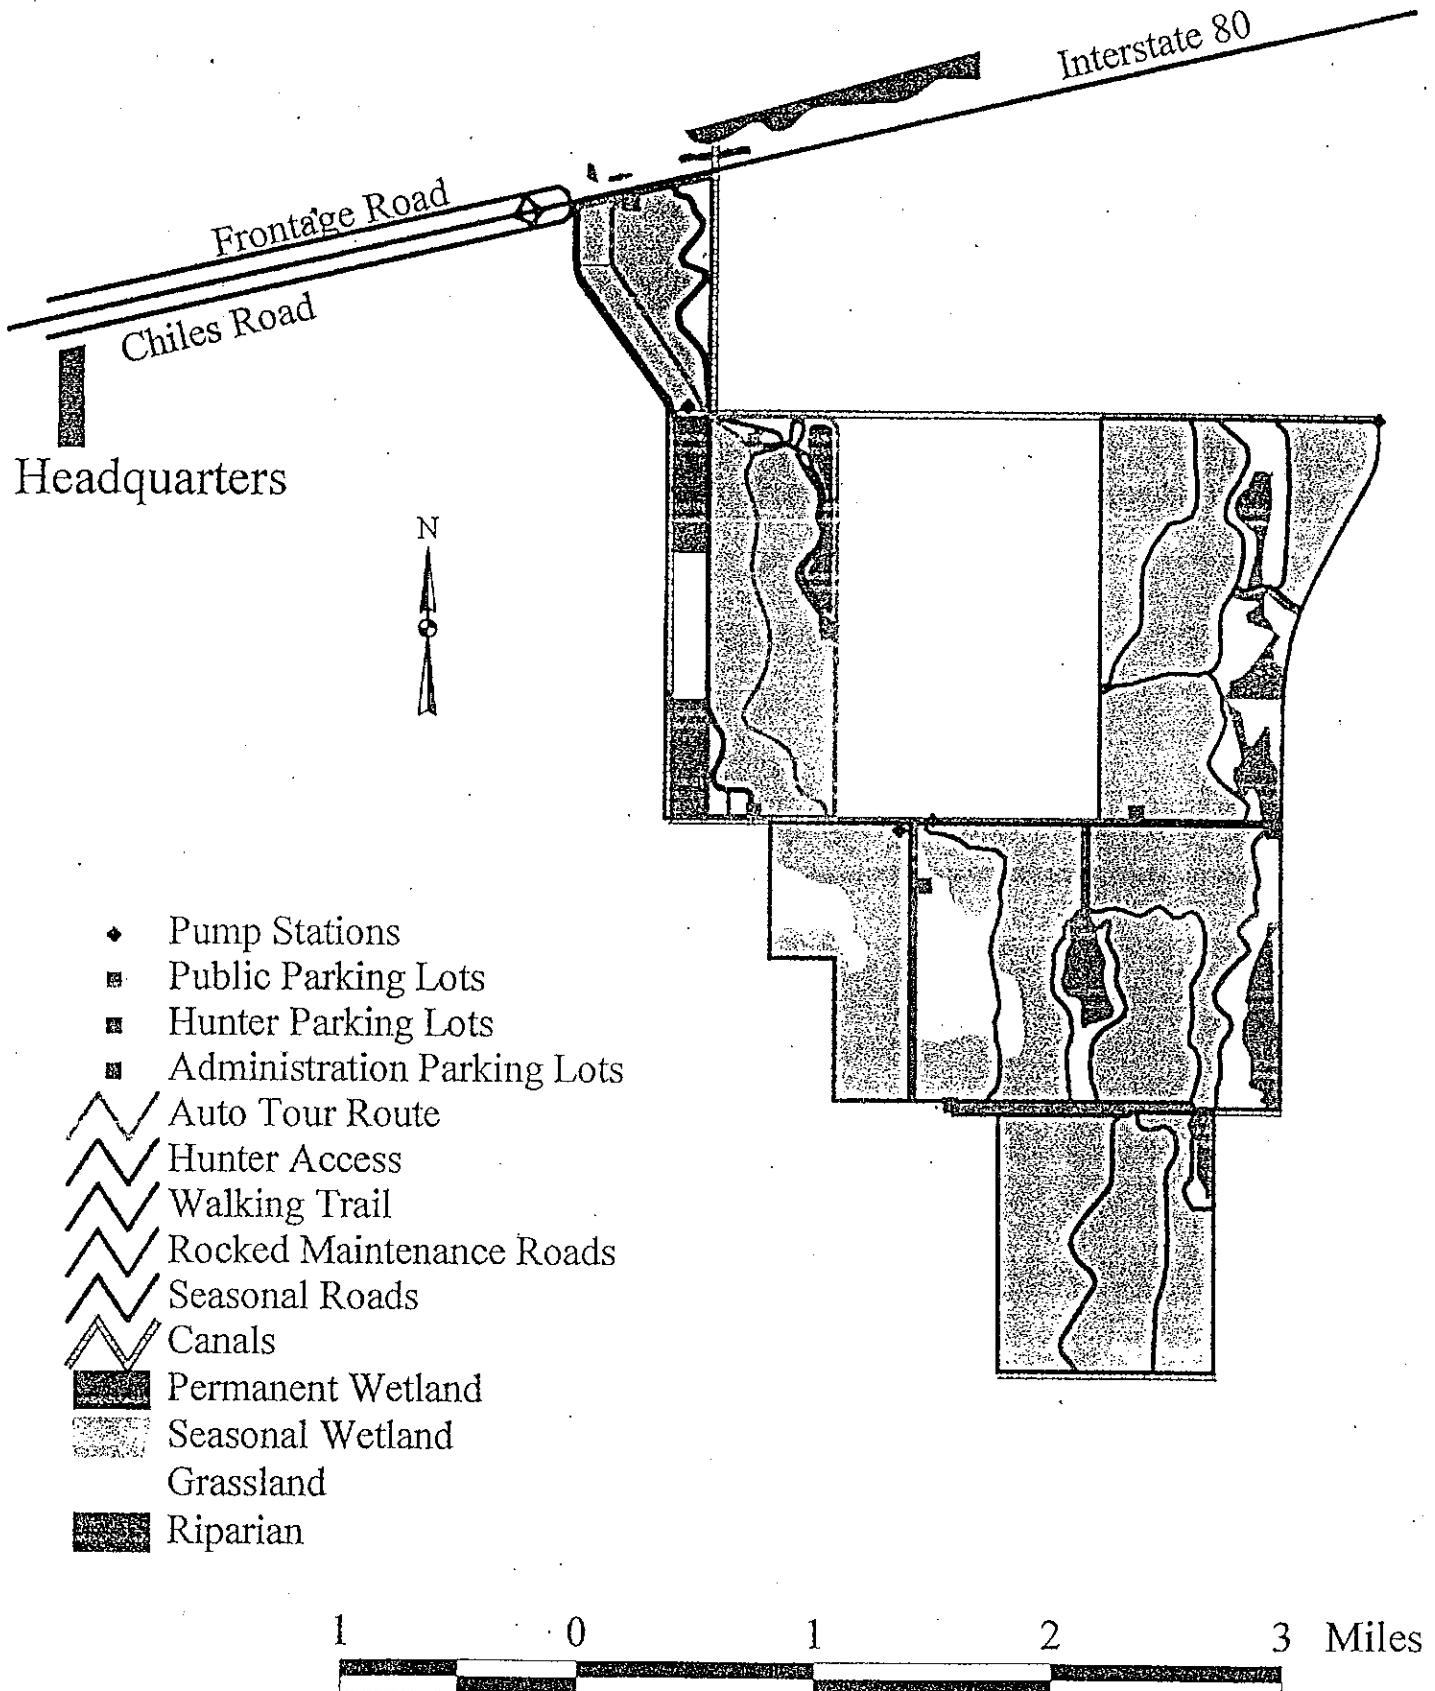 Interstate 80
Frontage Road
Chiles Road
Headquarters
N
Pump Stations
Public Parking Lots
Hunter Parking Lots
Administration Parking Lots
Auto Tour Route
Hunter Access
Walking Trail
Rocked Maintenance Roads
Seasonal Roads
Canals
Permanent Wetland
Seasonal Wetland
Grassland
Riparian
1 0 1 2 3 Miles